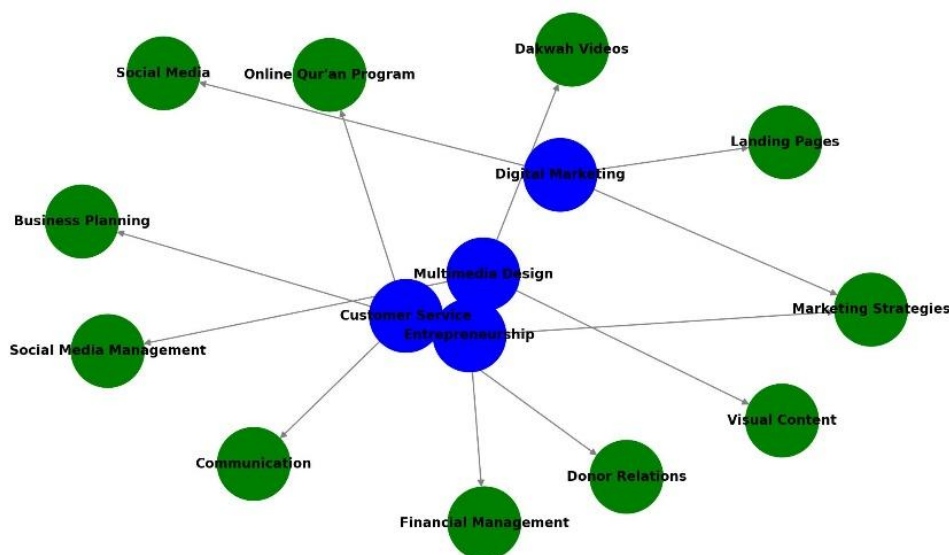 Dakwah Videos
Social Media
Online Qur'an Program
Landing Pages
Digital Marketing
Business Planning
Multimedia Design
Marketing Strategies
Customer Service
Entrepreneurship
Social Media Management
Visual Content
Communication
Donor Relations
Financial Management